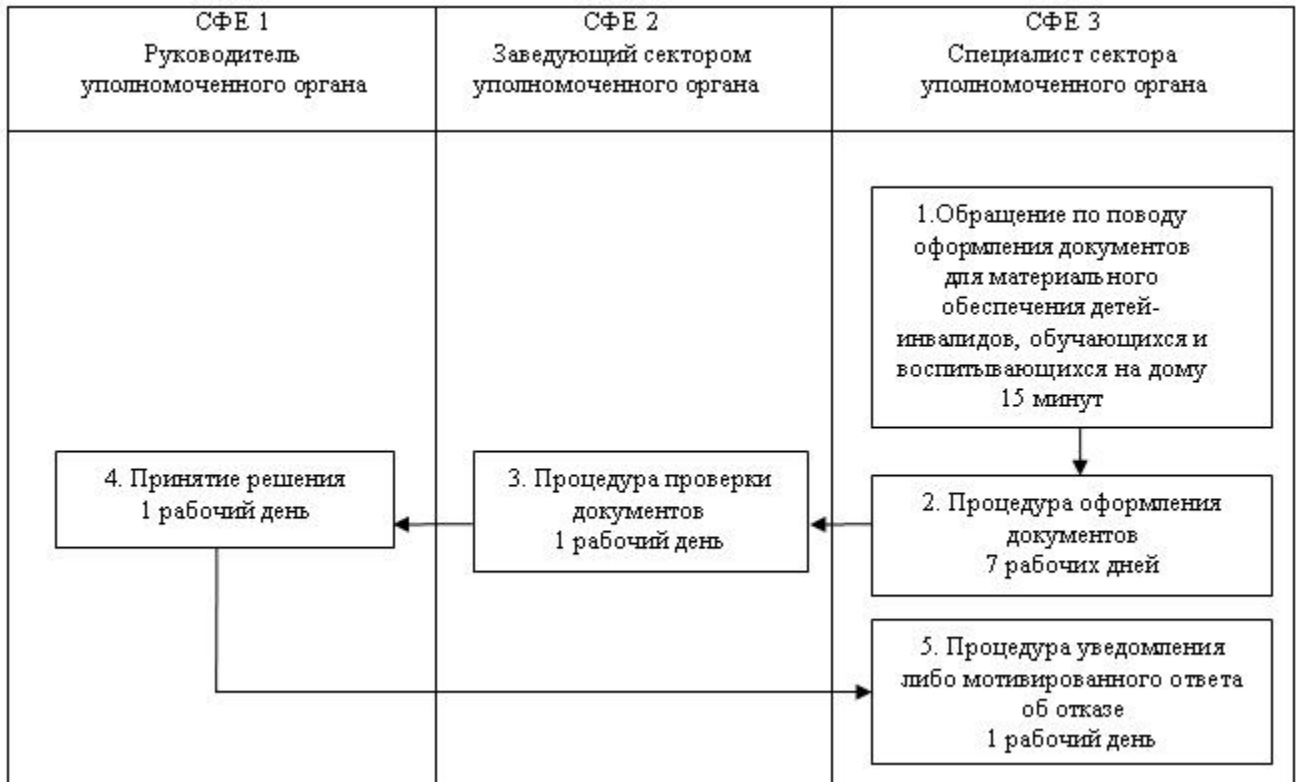 СФЕ 1
Руководитель
уполномоченного органа
СФЕ 2
Заведующий сектором
уполномоченного органа
СФЕ 3
Специалист сектора
уполномоченного органа
1.Обращение по поводу
оформления документов
для материального
обеспечения детей-
инвалидов, обучающихся и
воспитывающихся на дому
15 минут
4. Принятие решения
1 рабочий день
3. Процедура проверки
документов
1 рабочий день
2. Процедура оформления
документов
7 рабочих дней
5. Процедура уведомления
либо мотивированного ответа
об отказе
1 рабочий день